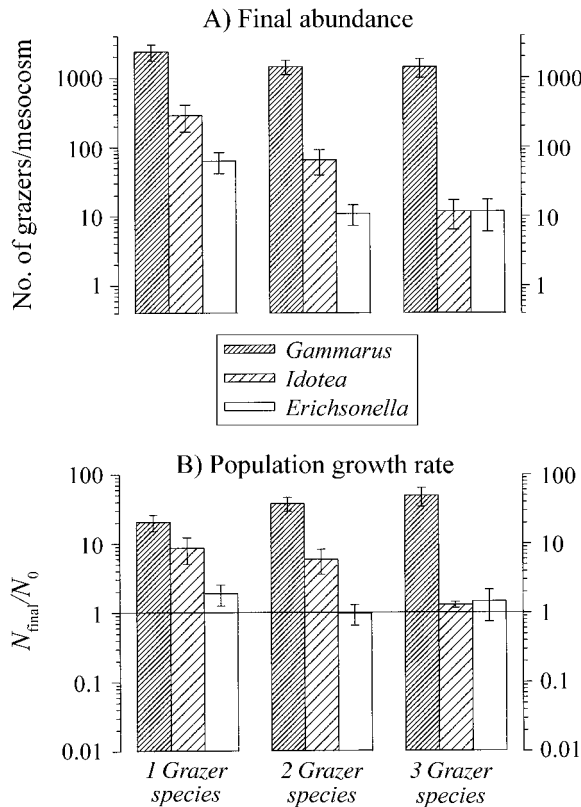 A) Final abundance
No. of grazers/mesocosm
1000
100
10
1
1000
100
10
1
Gammarus
Idotea
Erichsonella
B) Population growth rate
N_final/N_0
100
10
1
0.1
0.01
100
10
1
0.1
0.01
1 Grazer
species
2 Grazer
species
3 Grazer
species